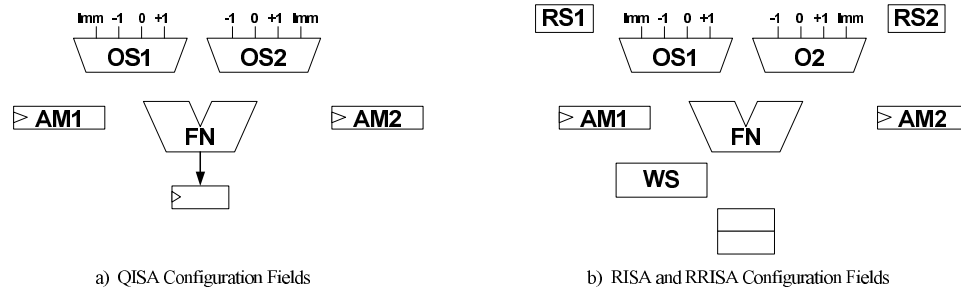 Imm -1 0 +1
-1 0 +1 Imm
OS1
OS2
AM1
FN
AM2
a) QISA Configuration Fields
RS1
Imm -1 0 +1
-1 0 +1 Imm
RS2
OS1
O2
AM1
FN
AM2
WS
b) RISA and RRISA Configuration Fields